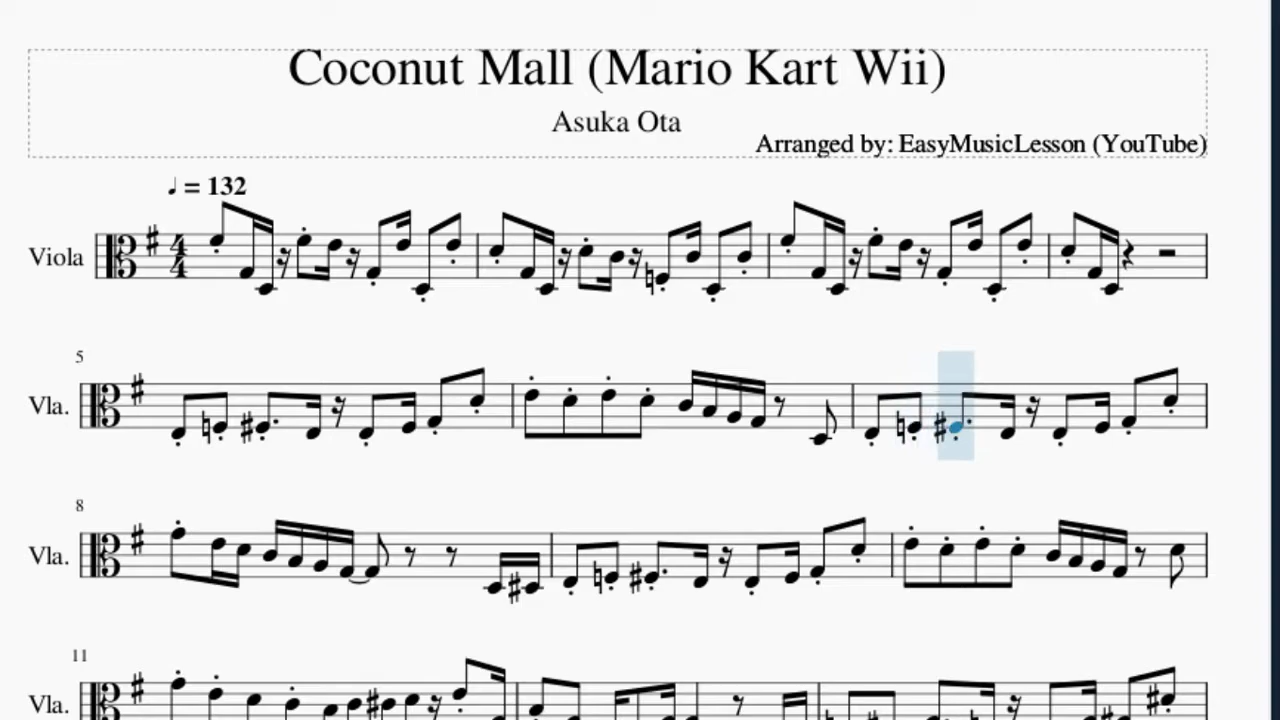 Coconut Mall (Mario Kart Wii)
Asuka Ota
Arranged by: EasyMusicLesson (YouTube)
♩ = 132
Viola
4
4
5
Vla.
8
Vla.
11
Vla.